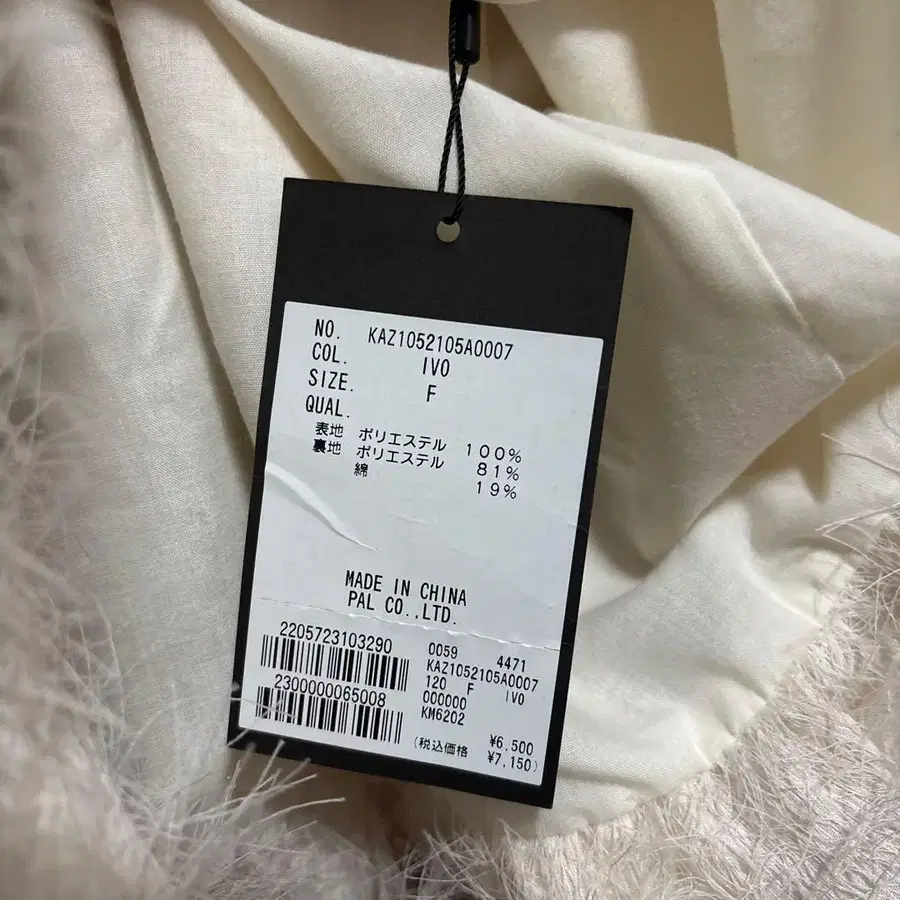 NO. KAZ1052105A0007
COL. IVO
SIZE. F
QUAL.
表地 ポリエステル 100%
裏地 ポリエステル 81%
綿 19%
MADE IN CHINA
PAL CO.,LTD.
2205723103290
2300000065008
0059 4471
KAZ1052105A0007
120 F IVO
000000
KM6202
¥6,500
(税込価格 ¥7,150)